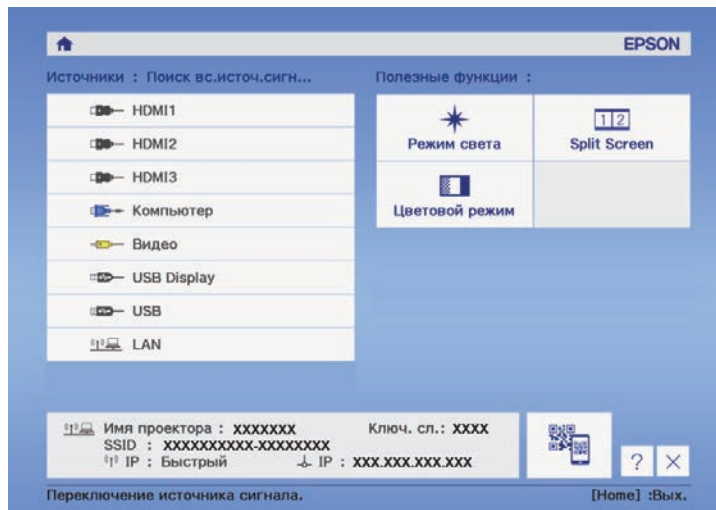 EPSON
Источники : Поиск вс.источ.сигн...
HDMI1
HDMI2
HDMI3
Компьютер
Видео
USB Display
USB
LAN
Полезные функции :
Режим света
1 2
Split Screen
Цветовой режим
Имя проектора : XXXXXXX Ключ. сл.: XXXX
SSID : XXXXXXXXXX-XXXXXXXX
IP : Быстрый IP : XXX.XXX.XXX.XXX
?
Переключение источника сигнала. [Home] :Вых.